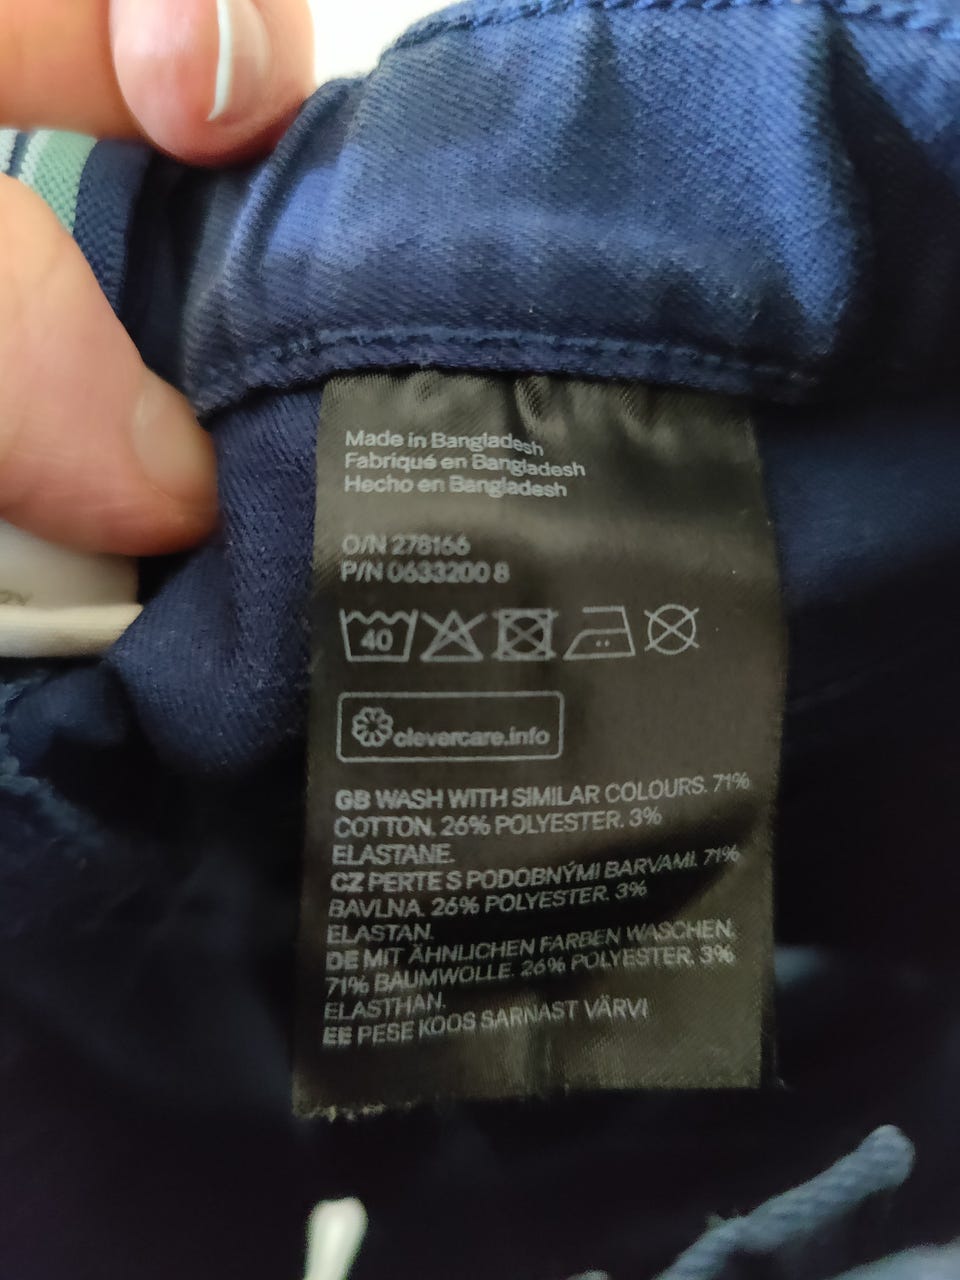 Made in Bangladesh
Fabriqué en Bangladesh
Hecho en Bangladesh
O/N 278166
P/N 0633200 8
40
clevercare.info
GB WASH WITH SIMILAR COLOURS. 71%
COTTON. 26% POLYESTER. 3%
ELASTANE.
CZ PERTE S PODOBNÝMI BARVAMI. 71%
BAVLNA. 26% POLYESTER. 3%
ELASTAN.
DE MIT ÄHNLICHEN FARBEN WASCHEN.
71% BAUMWOLLE. 26% POLYESTER. 3%
ELASTHAN.
EE PESE KOOS SARNAST VÄRVI